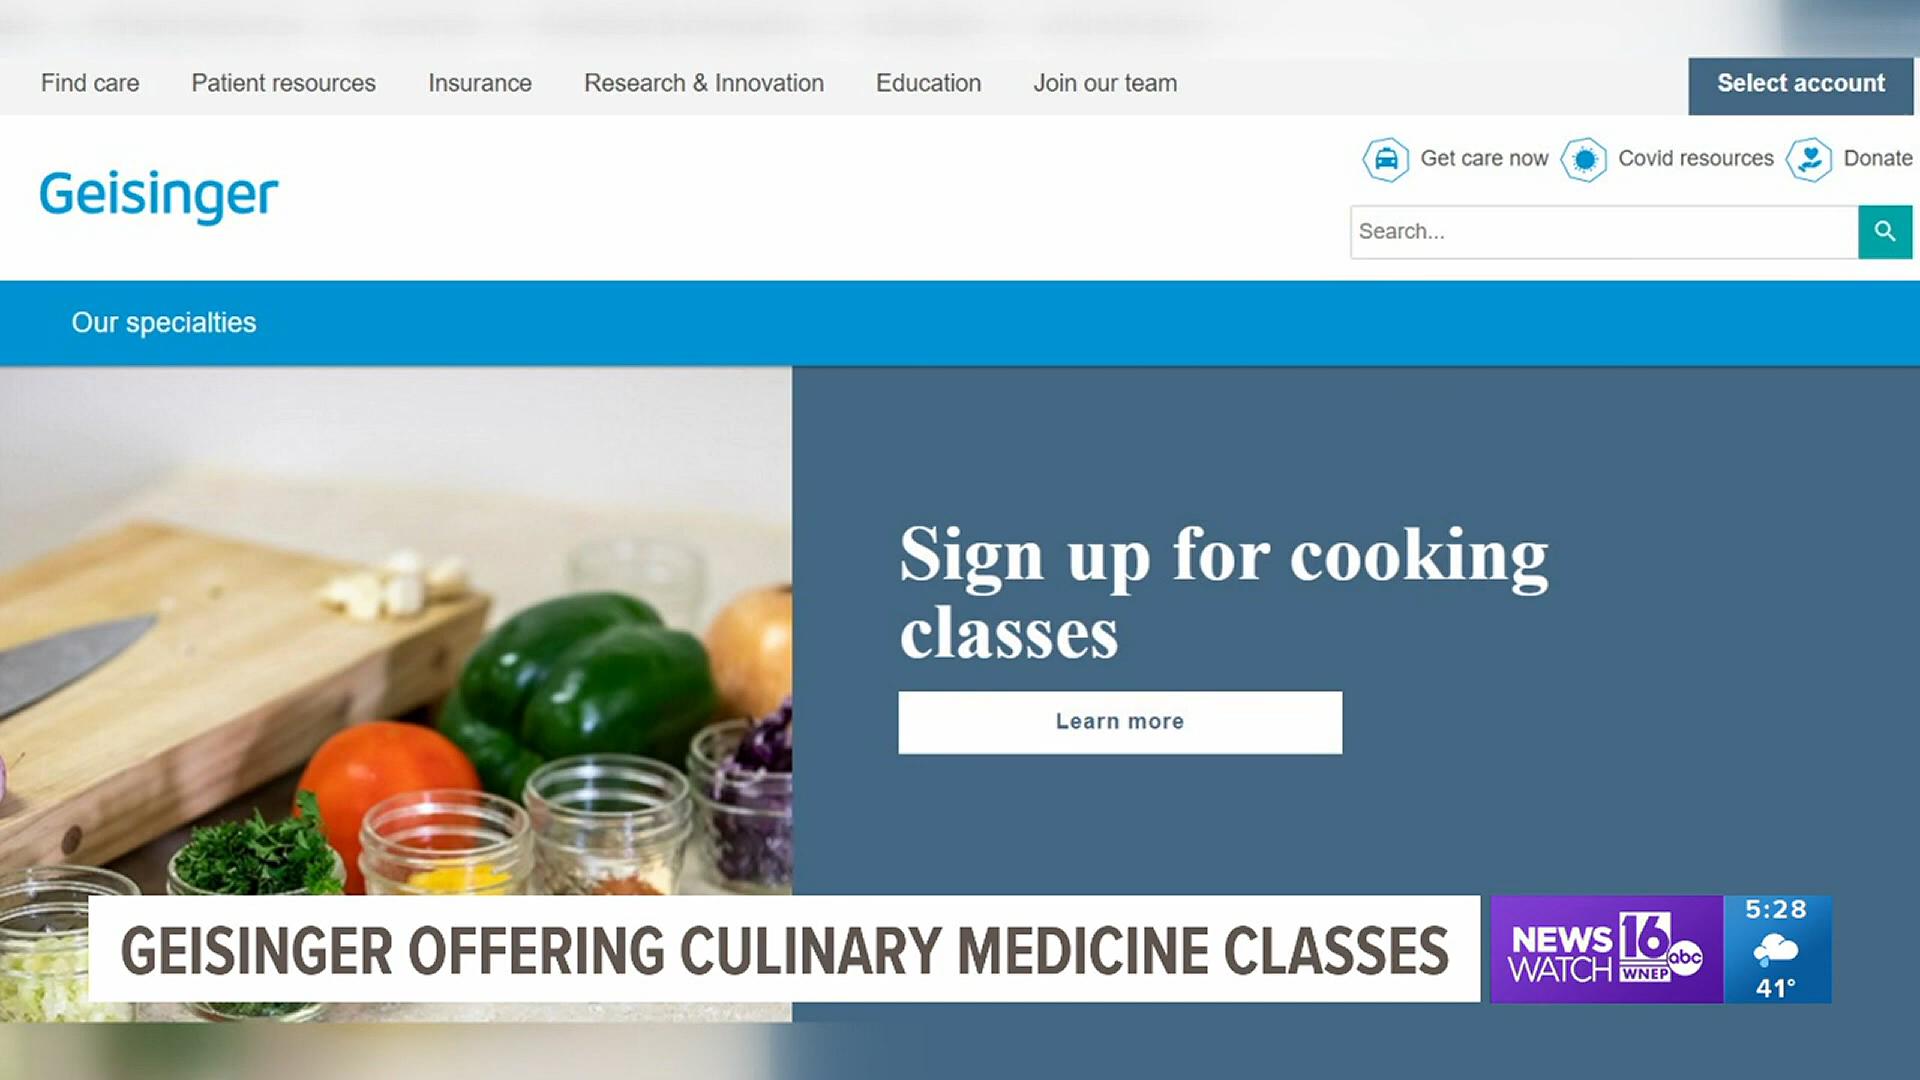 Find care Patient resources Insurance Research & Innovation Education Join our team Select account
Geisinger
Get care now Covid resources Donate
Search...
Our specialties
Sign up for cooking
classes
Learn more
GEISINGER OFFERING CULINARY MEDICINE CLASSES
NEWS
WATCH
16
WNEP
abc
5:28
41°